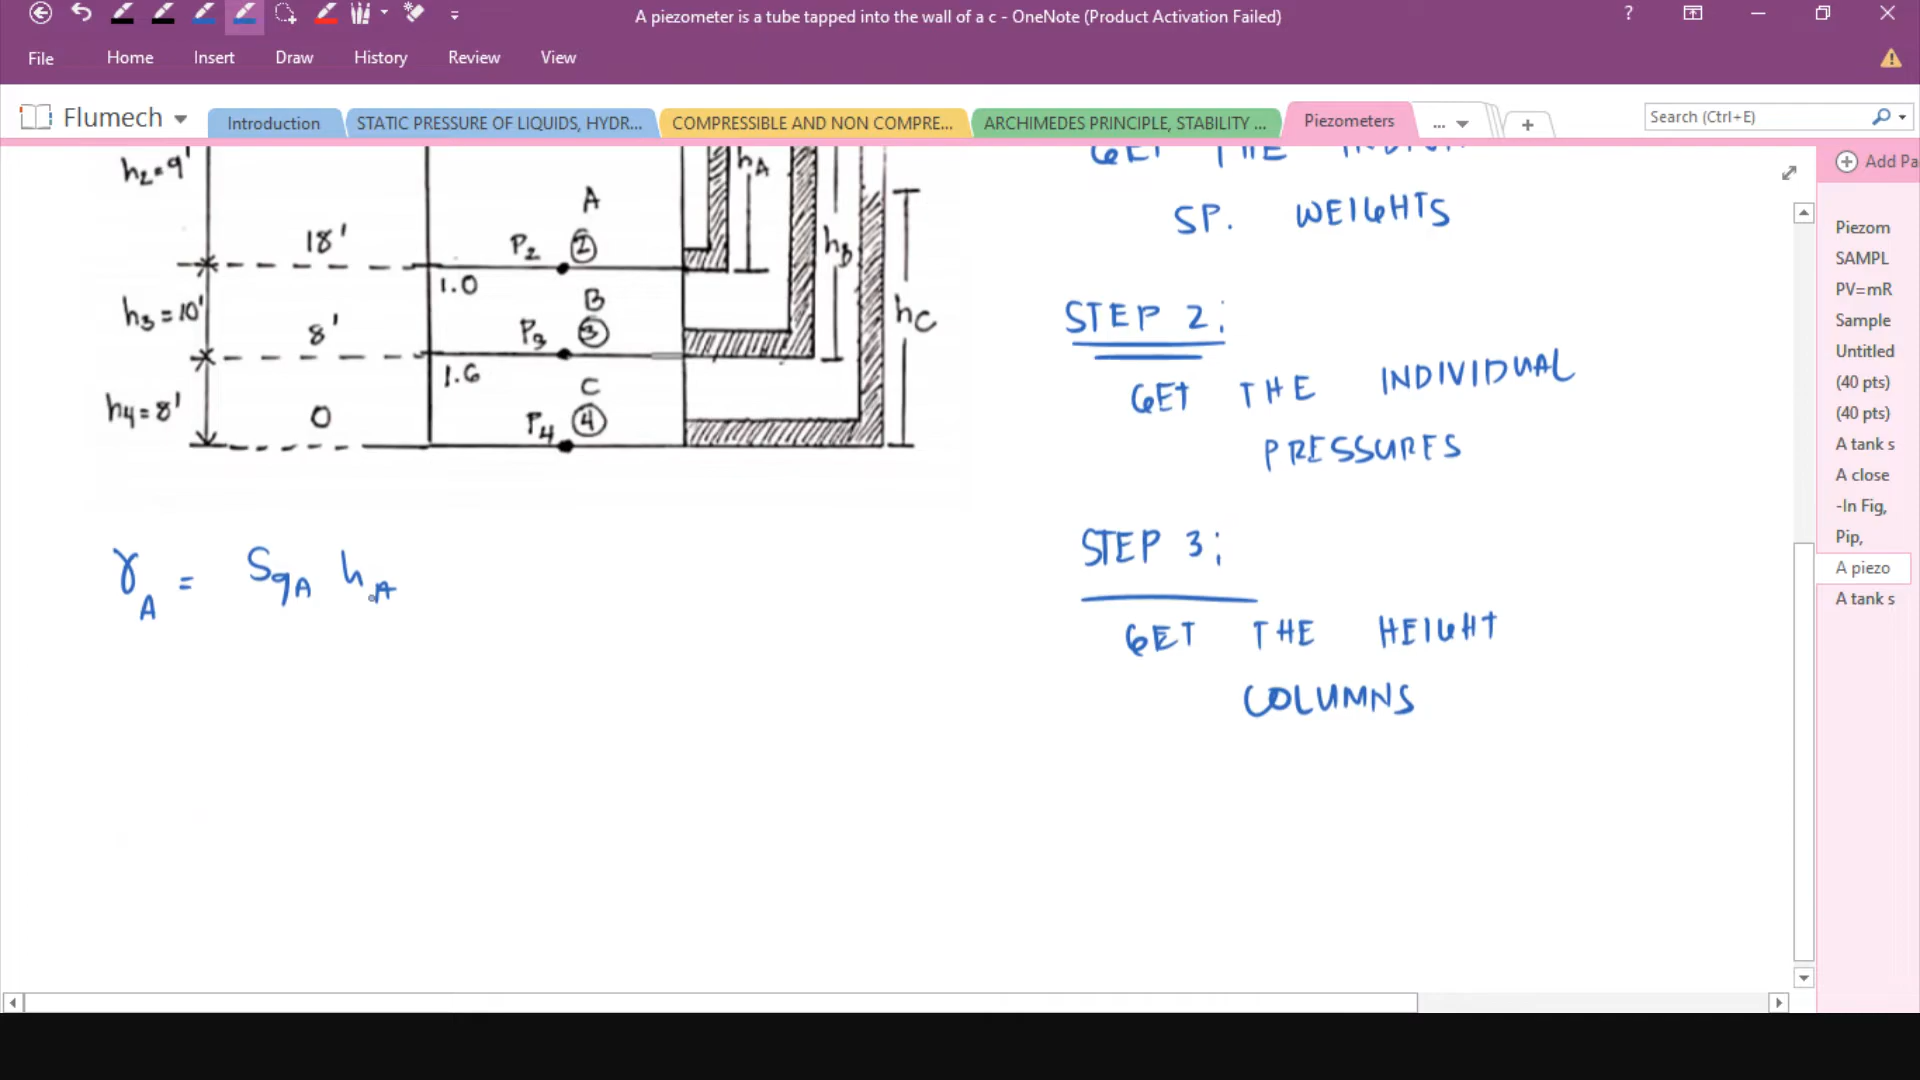 A piezometer is a tube tapped into the wall of a c - OneNote (Product Activation Failed)
?
File Home Insert Draw History Review View
Flumech
Introduction
STATIC PRESSURE OF LIQUIDS, HYDR...
COMPRESSIBLE AND NON COMPRE...
ARCHIMEDES PRINCIPLE, STABILITY ...
Piezometers
...
Search (Ctrl+E)
Add Pa
Piezom
SAMPL
PV=mR
Sample
Untitled
(40 pts)
(40 pts)
A tank s
A close
-In Fig,
Pip,
A piezo
A tank s
h2=9'
18'
h3=10'
8'
h4=8'
0
1.0
1.6
A
P2 2
B
P3 3
C
P4 4
hA
hB
hC
GET THE
SP. WEIGHTS
STEP 2:
GET THE INDIVIDUAL
PRESSURES
STEP 3:
GET THE HEIGHT
COLUMNS
γA = SgA hA